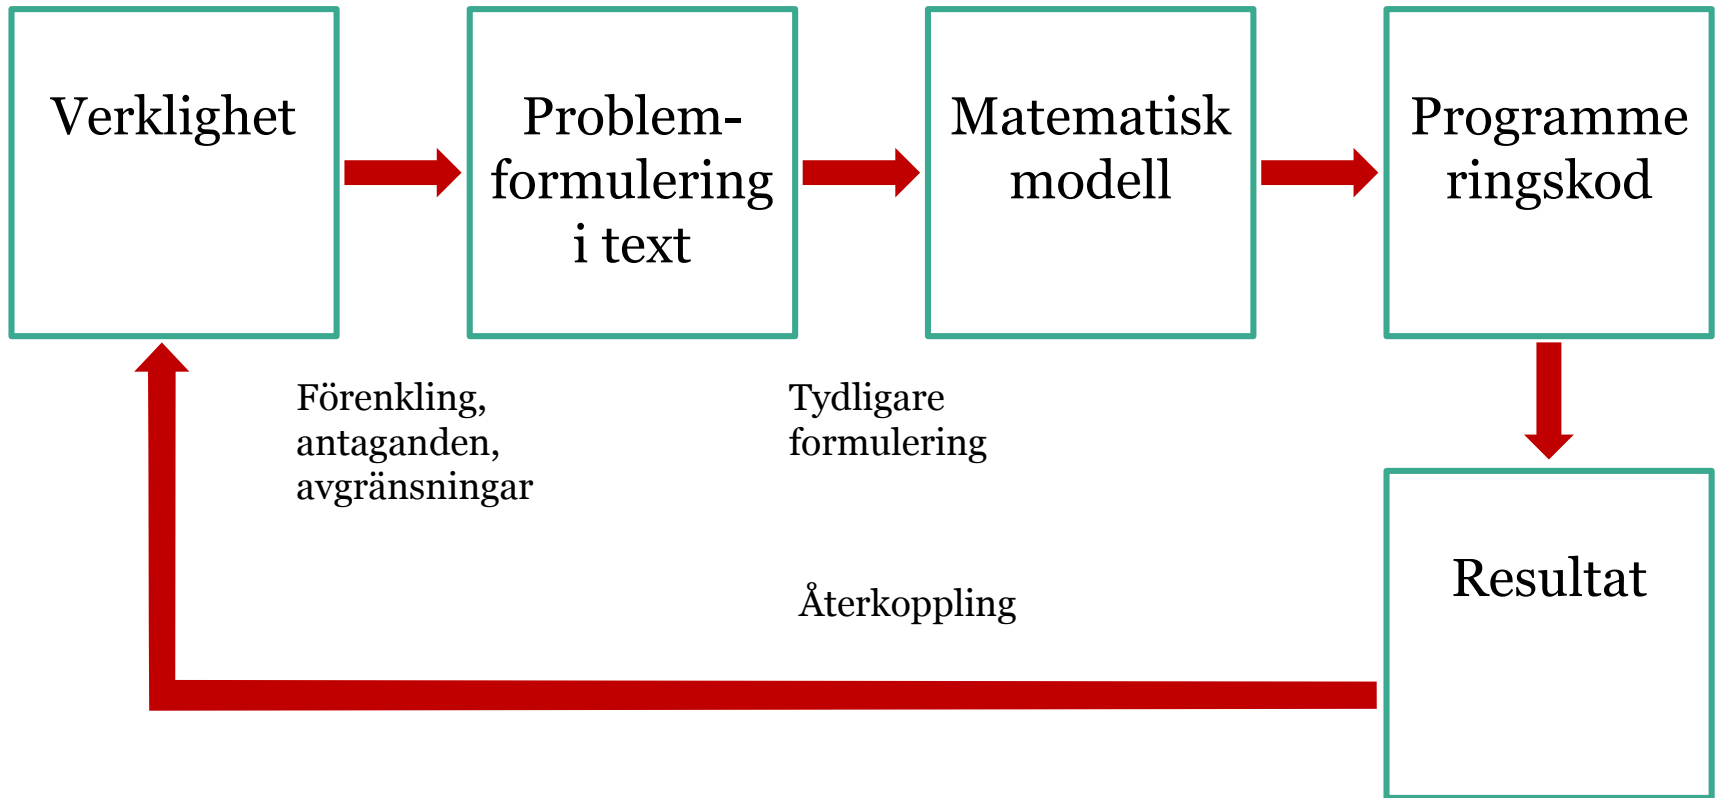 Verklighet
Problem-
formulering
i text
Matematisk
modell
Programme
ringskod
Förenkling,
antaganden,
avgränsningar
Tydligare
formulering
Återkoppling
Resultat